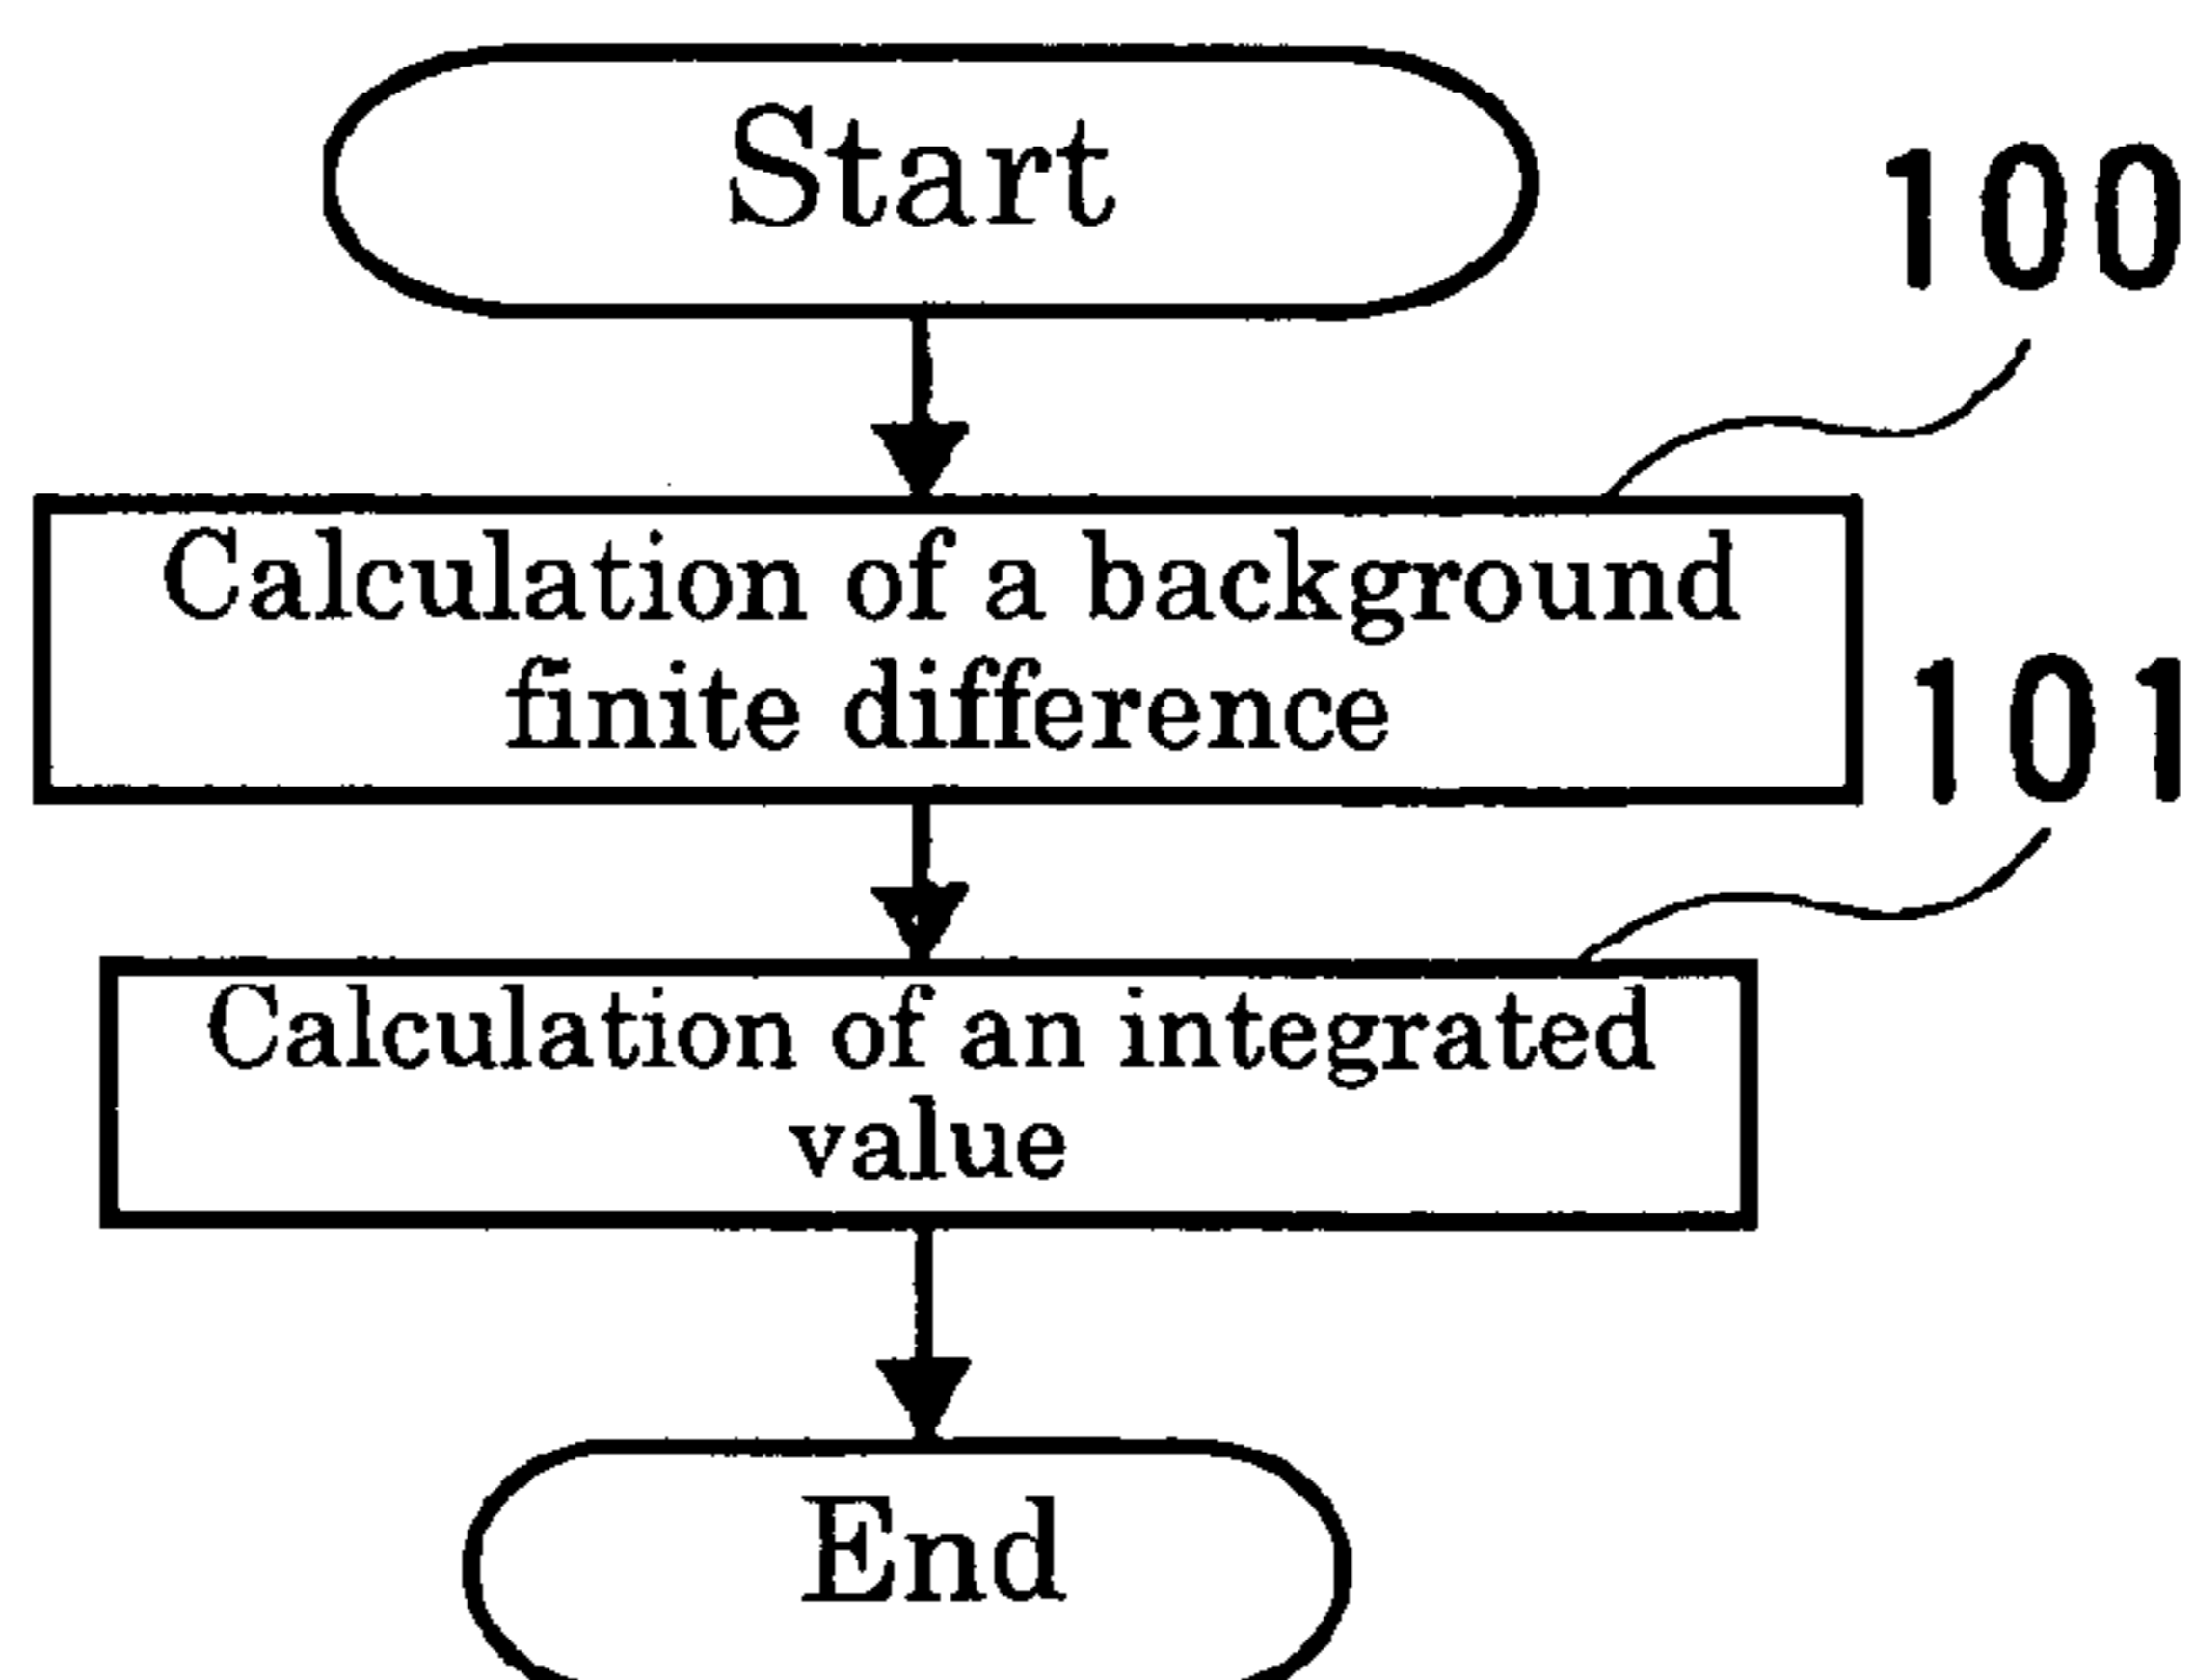 Start
100
Calculation of a background
finite difference
101
Calculation of an integrated
value
End